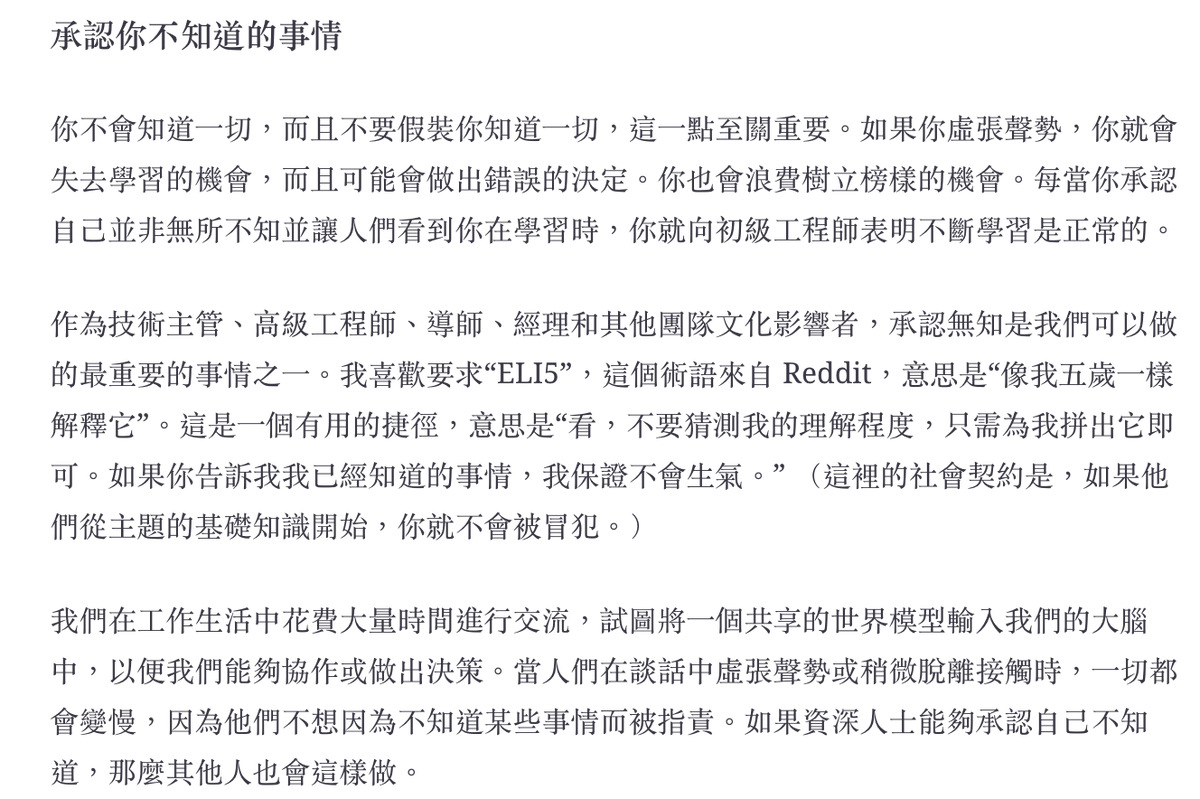 承認你不知道的事情
你不會知道一切，而且不要假裝你知道一切，這一點至關重要。如果你虛張聲勢，你就會
失去學習的機會，而且可能會做出錯誤的決定。你也會浪費樹立榜樣的機會。每當你承認
自己並非無所不知並讓人們看到你在學習時，你就向初級工程師表明不斷學習是正常的。
作為技術主管、高級工程師、導師、經理和其他團隊文化影響者，承認無知是我們可以做
的最重要的事情之一。我喜歡要求“ELI5”，這個術語來自 Reddit，意思是“像我五歲一樣
解釋它”。這是一個有用的捷徑，意思是“看，不要猜測我的理解程度，只需為我拼出它即
可。如果你告訴我我已經知道的事情，我保證不會生氣。”（這裡的社會契約是，如果他
們從主題的基礎知識開始，你就不會被冒犯。）
我們在工作生活中花費大量時間進行交流，試圖將一個共享的世界模型輸入我們的大腦
中，以便我們能夠協作或做出決策。當人們在談話中虛張聲勢或稍微脫離接觸時，一切都
會變慢，因為他們不想因為不知道某些事情而被指責。如果資深人士能夠承認自己不知
道，那麼其他人也會這樣做。